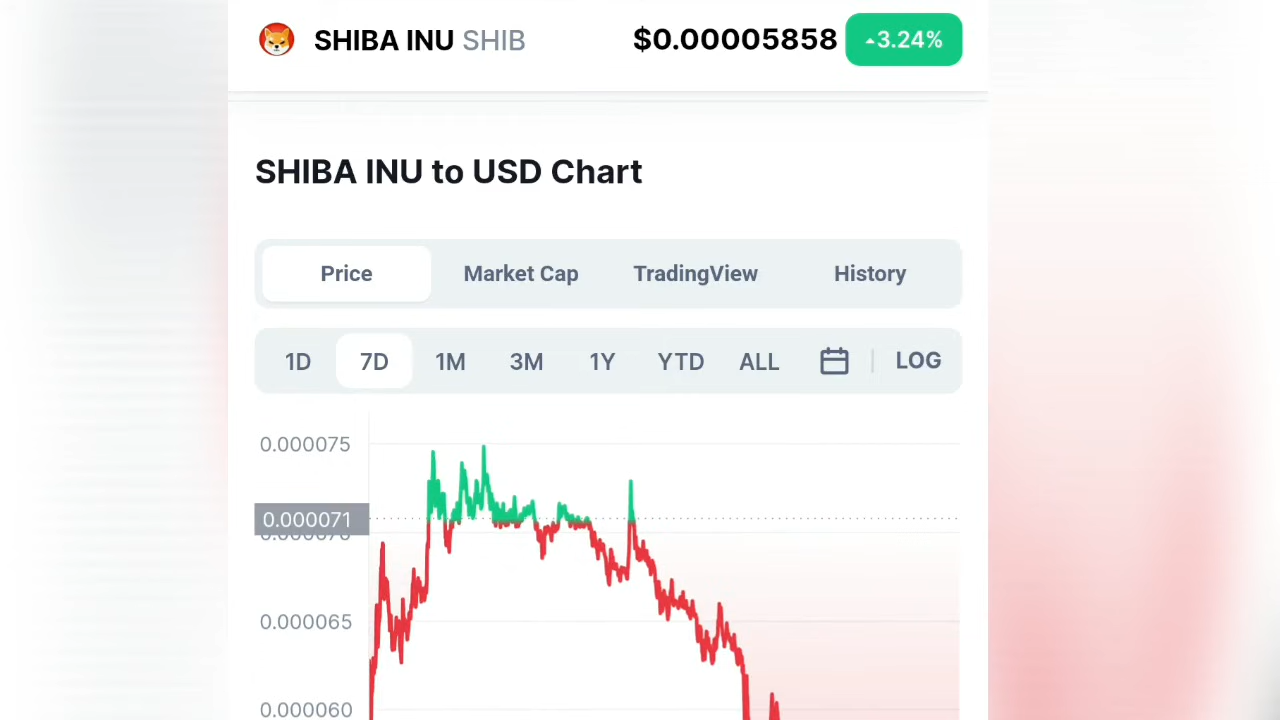 SHIBA INU SHIB $0.00005858 3.24%
SHIBA INU to USD Chart
Price Market Cap TradingView History
1D 7D 1M 3M 1Y YTD ALL LOG
0.000075
0.000071
0.000065
0.000060